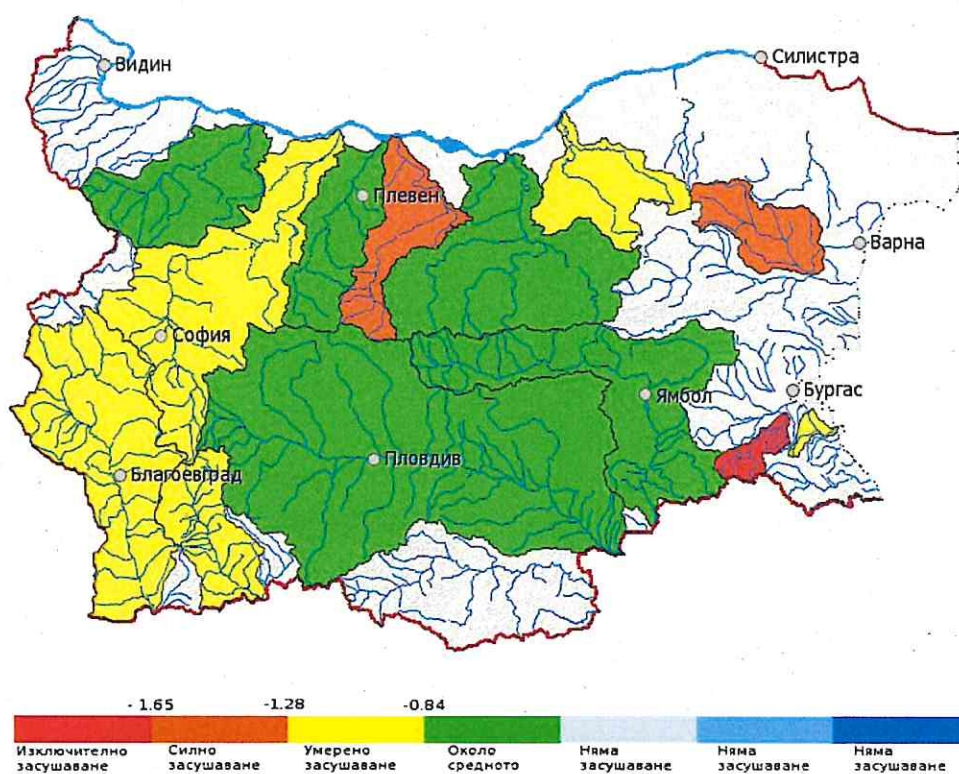 Видин
Силистра
Плевен
Варна
София
Ямбол
Бургас
Пловдив
Благоевград
- 1.65 -1.28 -0.84
Изключително засушаване
Силно засушаване
Умерено засушаване
Около средното
Няма засушаване
Няма засушаване
Няма засушаване